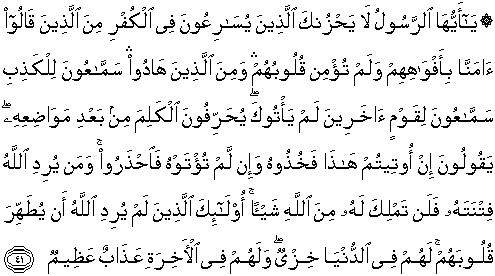 ۞ يَـٰٓأَيُّهَا ٱلرَّسُولُ لَا يَحْزُنكَ ٱلَّذِينَ يُسَـٰرِعُونَ فِى ٱلْكُفْرِ مِنَ ٱلَّذِينَ قَالُوٓا۟
ءَامَنَّا بِأَفْوَٰهِهِمْ وَلَمْ تُؤْمِن قُلُوبُهُمْ ۛ وَمِنَ ٱلَّذِينَ هَادُوا۟ ۛ سَمَّـٰعُونَ لِلْكَذِبِ
سَمَّـٰعُونَ لِقَوْمٍ ءَاخَرِينَ لَمْ يَأْتُوكَ ۖ يُحَرِّفُونَ ٱلْكَلِمَ مِنۢ بَعْدِ مَوَاضِعِهِۦ ۖ
يَقُولُونَ إِنْ أُوتِيتُمْ هَـٰذَا فَخُذُوهُ وَإِن لَّمْ تُؤْتَوْهُ فَٱحْذَرُوا۟ ۚ وَمَن يُرِدِ ٱللَّهُ
فِتْنَتَهُۥ فَلَن تَمْلِكَ لَهُۥ مِنَ ٱللَّهِ شَيْـًٔا ۚ أُو۟لَـٰٓئِكَ ٱلَّذِينَ لَمْ يُرِدِ ٱللَّهُ أَن يُطَهِّرَ
قُلُوبَهُمْ ۚ لَهُمْ فِى ٱلدُّنْيَا خِزْىٌ ۖ وَلَهُمْ فِى ٱلْـَٔاخِرَةِ عَذَابٌ عَظِيمٌ ٤١